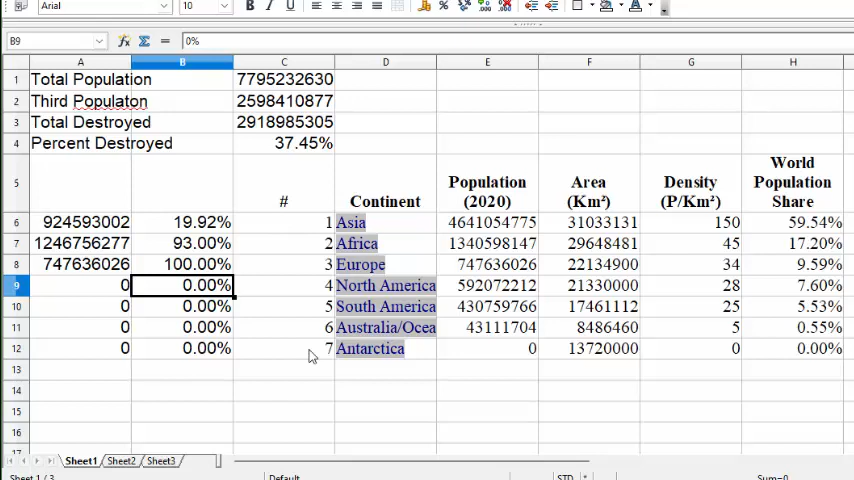 Arial 10
B9 0%
A B C D E F G H
1 Total Population 7795232630
2 Third Populaton 2598410877
3 Total Destroyed 2918985305
4 Percent Destroyed 37.45%
5 # Continent Population (2020) Area (Km²) Density (P/Km²) World Population Share
6 924593002 19.92% 1 Asia 4641054775 31033131 150 59.54%
7 1246756277 93.00% 2 Africa 1340598147 29648481 45 17.20%
8 747636026 100.00% 3 Europe 747636026 22134900 34 9.59%
9 0 0.00% 4 North America 592072212 21330000 28 7.60%
10 0 0.00% 5 South America 430759766 17461112 25 5.53%
11 0 0.00% 6 Australia/Ocea 43111704 8486460 5 0.55%
12 0 0.00% 7 Antarctica 0 13720000 0 0.00%
13
14
15
16
17
Sheet1 Sheet2 Sheet3
Sheet 1 / 3 Default STD * Sum=0